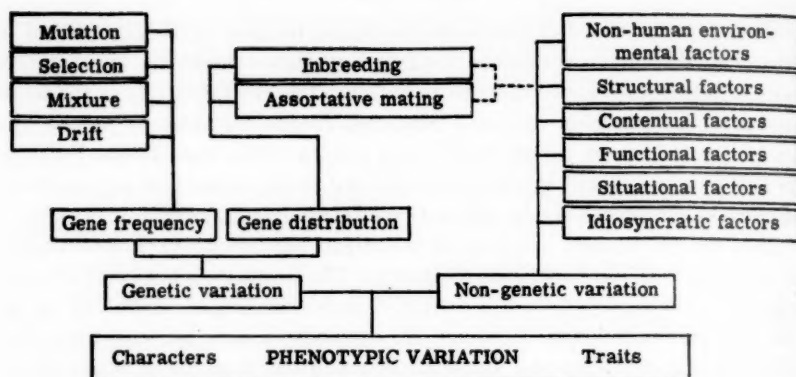 Mutation
Selection
Mixture
Drift
Inbreeding
Assortative mating
Non-human environ-
mental factors
Structural factors
Contentual factors
Functional factors
Situational factors
Idiosyncratic factors
Gene frequency
Gene distribution
Genetic variation
Non-genetic variation
Characters PHENOTYPIC VARIATION Traits